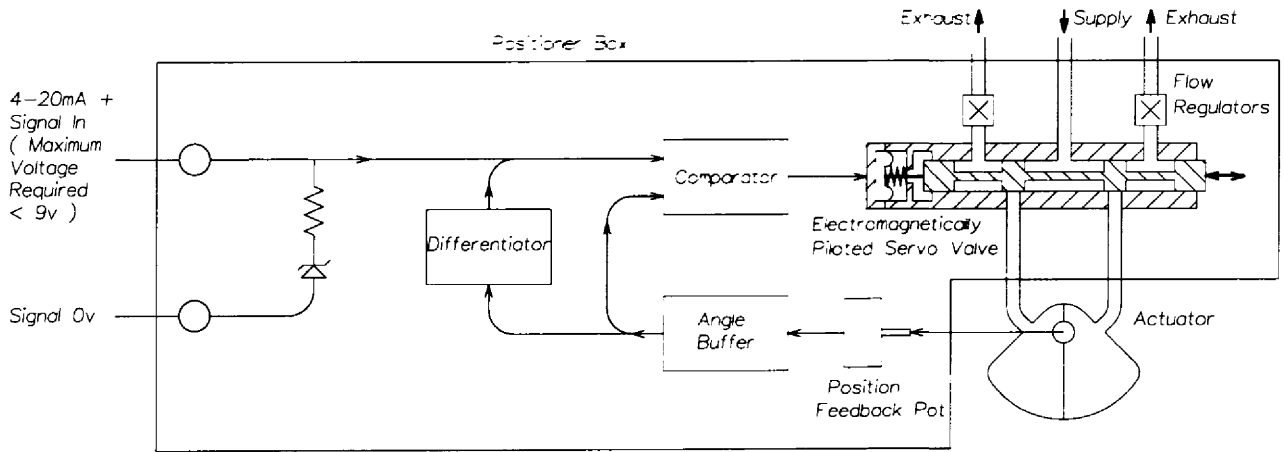 Exhaust
Supply
Exhaust
Positioner Box
4-20mA +
Signal In
( Maximum
Voltage
Required
< 9v )
Flow
Regulators
Comparator
Electromagnetically
Piloted Servo Valve
Differentiator
Signal 0v
Angle
Buffer
Actuator
Position
Feedback Pot